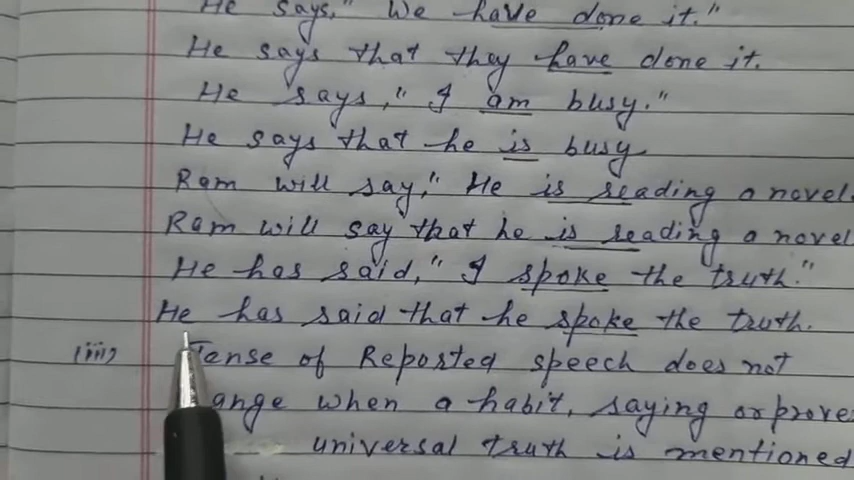 He says," We have done it."
He says that they have done it.
He says," I am busy."
He says that he is busy
Ram will say," He is reading a novel.
Ram will say that he is reading a novel
He has said," I spoke the truth."
He has said that he spoke the truth.
(iii) Tense of Reported speech does not
ange when a habit, saying or prove
universal truth is mentioned